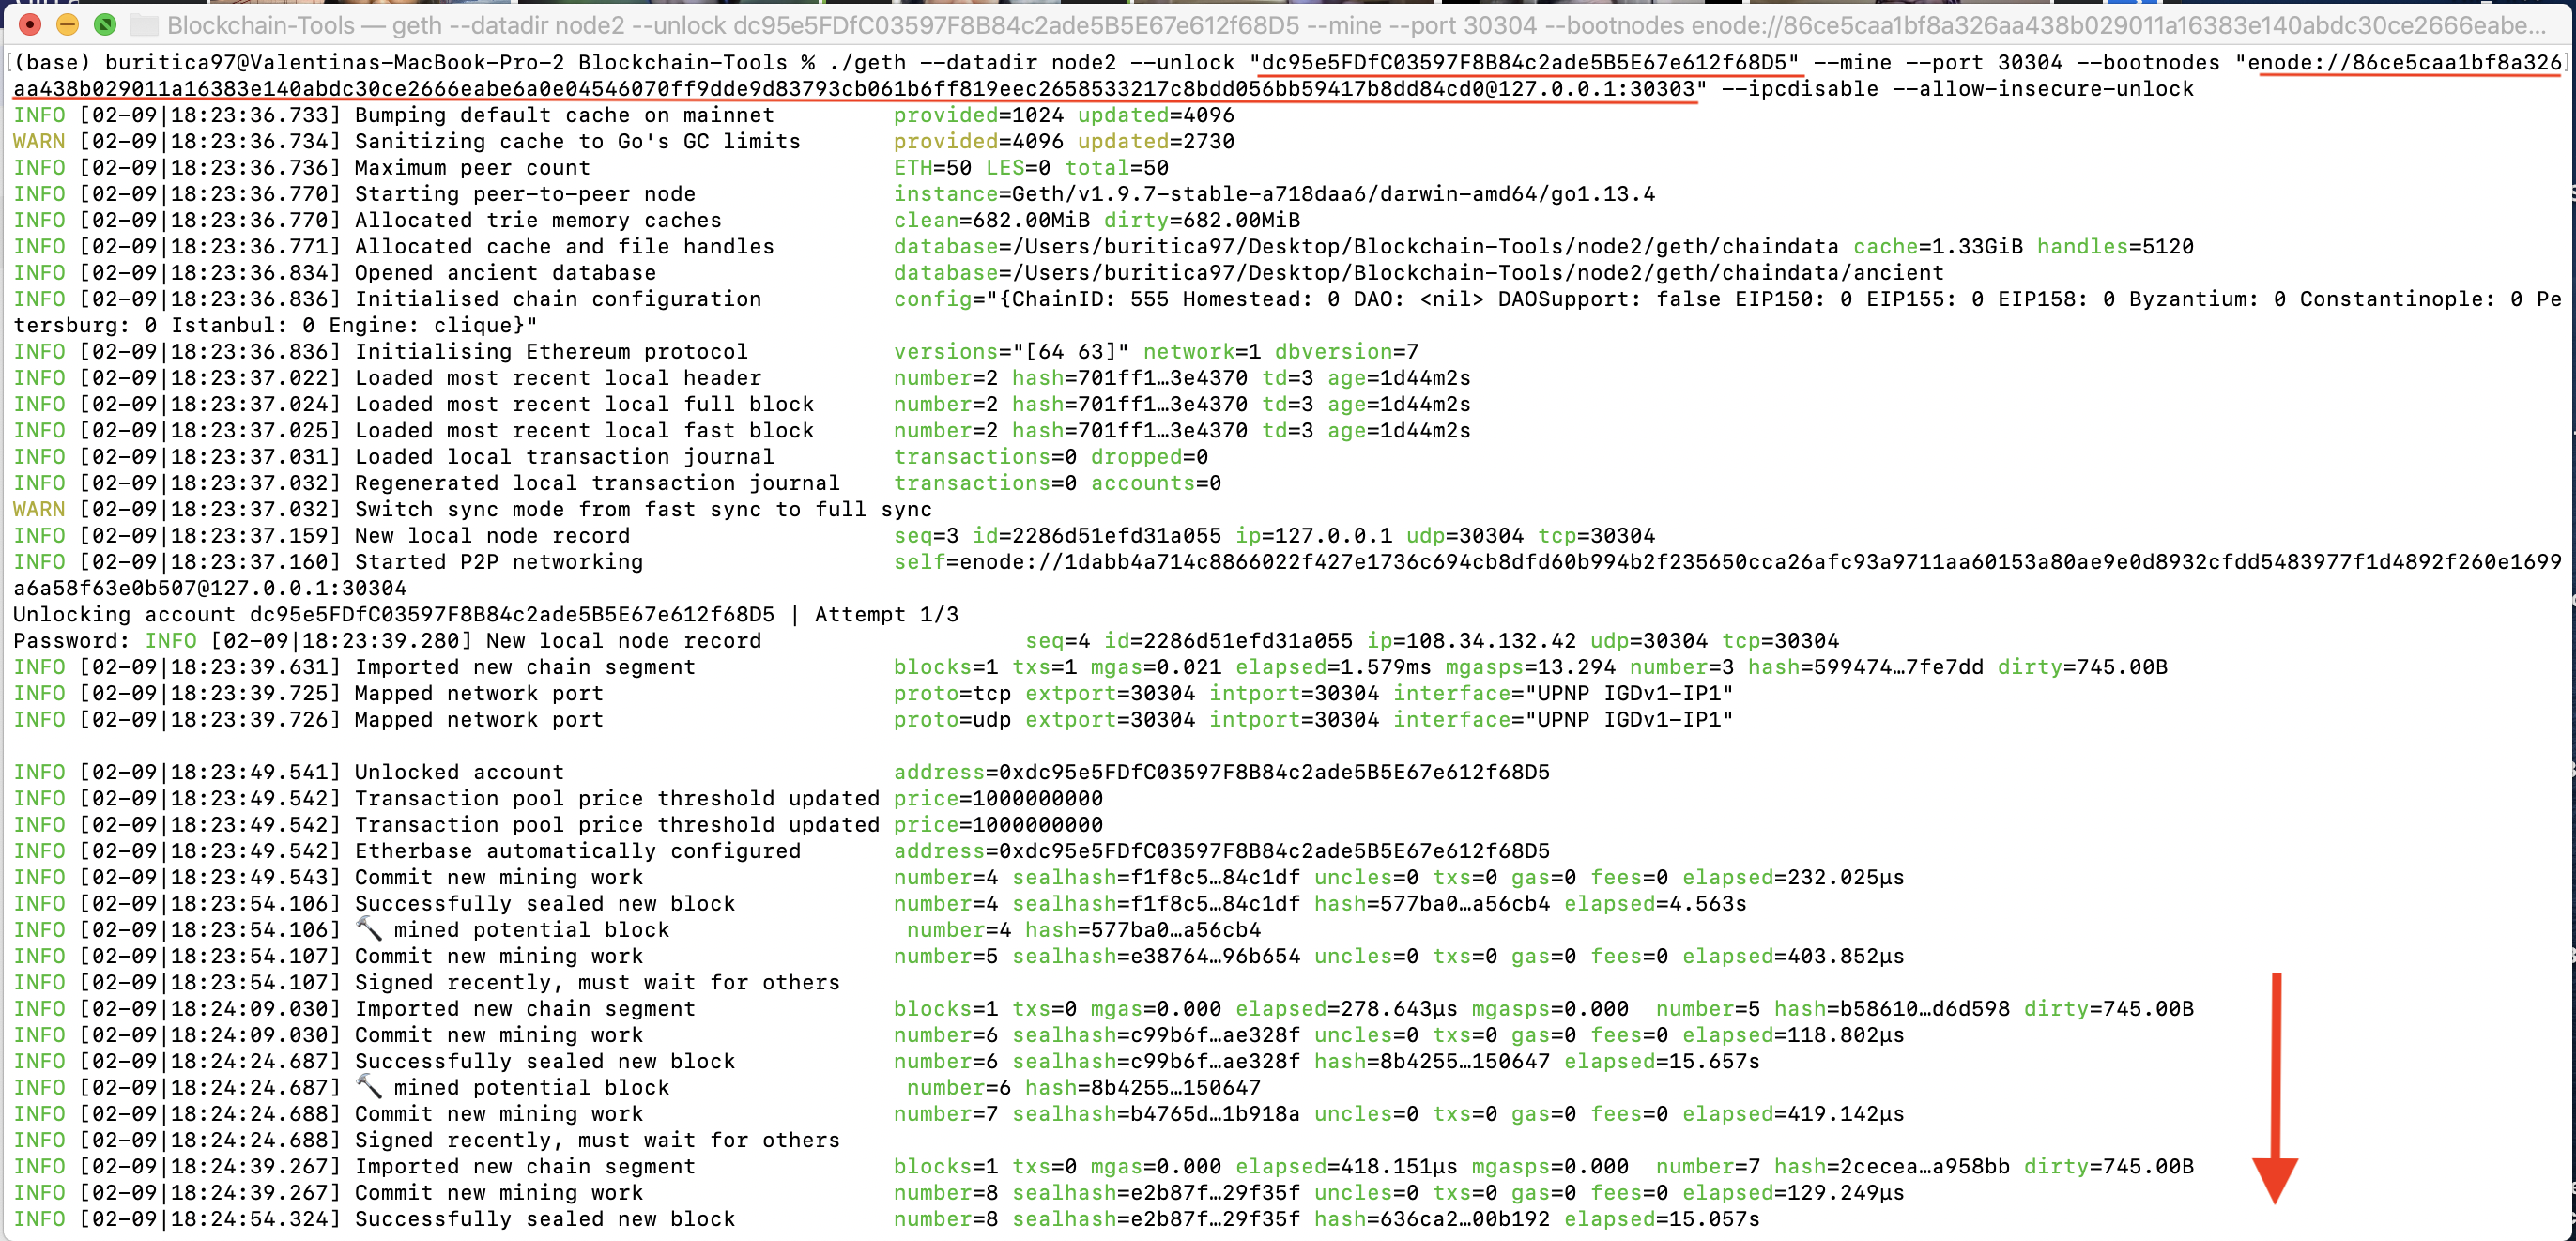 Blockchain-Tools — geth --datadir node2 --unlock dc95e5FDfC03597F8B84c2ade5B5E67e612f68D5 --mine --port 30304 --bootnodes enode://86ce5caa1bf8a326aa438b029011a16383e140abdc30ce2666eabe...
[(base) buritica97@Valentinas-MacBook-Pro-2 Blockchain-Tools % ./geth --datadir node2 --unlock "dc95e5FDfC03597F8B84c2ade5B5E67e612f68D5" --mine --port 30304 --bootnodes "enode://86ce5caa1bf8a326]
aa438b029011a16383e140abdc30ce2666eabe6a0e04546070ff9dde9d83793cb061b6ff819eec2658533217c8bdd056bb59417b8dd84cd0@127.0.0.1:30303" --ipcdisable --allow-insecure-unlock
INFO [02-09|18:23:36.733] Bumping default cache on mainnet provided=1024 updated=4096
WARN [02-09|18:23:36.734] Sanitizing cache to Go's GC limits provided=4096 updated=2730
INFO [02-09|18:23:36.736] Maximum peer count ETH=50 LES=0 total=50
INFO [02-09|18:23:36.770] Starting peer-to-peer node instance=Geth/v1.9.7-stable-a718daa6/darwin-amd64/go1.13.4
INFO [02-09|18:23:36.770] Allocated trie memory caches clean=682.00MiB dirty=682.00MiB
INFO [02-09|18:23:36.771] Allocated cache and file handles database=/Users/buritica97/Desktop/Blockchain-Tools/node2/geth/chaindata cache=1.33GiB handles=5120
INFO [02-09|18:23:36.834] Opened ancient database database=/Users/buritica97/Desktop/Blockchain-Tools/node2/geth/chaindata/ancient
INFO [02-09|18:23:36.836] Initialised chain configuration config="{ChainID: 555 Homestead: 0 DAO: <nil> DAOSupport: false EIP150: 0 EIP155: 0 EIP158: 0 Byzantium: 0 Constantinople: 0 Pe
tersburg: 0 Istanbul: 0 Engine: clique}"
INFO [02-09|18:23:36.836] Initialising Ethereum protocol versions="[64 63]" network=1 dbversion=7
INFO [02-09|18:23:37.022] Loaded most recent local header number=2 hash=701ff1…3e4370 td=3 age=1d44m2s
INFO [02-09|18:23:37.024] Loaded most recent local full block number=2 hash=701ff1…3e4370 td=3 age=1d44m2s
INFO [02-09|18:23:37.025] Loaded most recent local fast block number=2 hash=701ff1…3e4370 td=3 age=1d44m2s
INFO [02-09|18:23:37.031] Loaded local transaction journal transactions=0 dropped=0
INFO [02-09|18:23:37.032] Regenerated local transaction journal transactions=0 accounts=0
WARN [02-09|18:23:37.032] Switch sync mode from fast sync to full sync
INFO [02-09|18:23:37.159] New local node record seq=3 id=2286d51efd31a055 ip=127.0.0.1 udp=30304 tcp=30304
INFO [02-09|18:23:37.160] Started P2P networking self=enode://1dabb4a714c8866022f427e1736c694cb8dfd60b994b2f235650cca26afc93a9711aa60153a80ae9e0d8932cfdd5483977f1d4892f260e1699
a6a58f63e0b507@127.0.0.1:30304
Unlocking account dc95e5FDfC03597F8B84c2ade5B5E67e612f68D5 | Attempt 1/3
Password: INFO [02-09|18:23:39.280] New local node record seq=4 id=2286d51efd31a055 ip=108.34.132.42 udp=30304 tcp=30304
INFO [02-09|18:23:39.631] Imported new chain segment blocks=1 txs=1 mgas=0.021 elapsed=1.579ms mgasps=13.294 number=3 hash=599474…7fe7dd dirty=745.00B
INFO [02-09|18:23:39.725] Mapped network port proto=tcp extport=30304 intport=30304 interface="UPNP IGDv1-IP1"
INFO [02-09|18:23:39.726] Mapped network port proto=udp extport=30304 intport=30304 interface="UPNP IGDv1-IP1"
INFO [02-09|18:23:49.541] Unlocked account address=0xdc95e5FDfC03597F8B84c2ade5B5E67e612f68D5
INFO [02-09|18:23:49.542] Transaction pool price threshold updated price=1000000000
INFO [02-09|18:23:49.542] Transaction pool price threshold updated price=1000000000
INFO [02-09|18:23:49.542] Etherbase automatically configured address=0xdc95e5FDfC03597F8B84c2ade5B5E67e612f68D5
INFO [02-09|18:23:49.543] Commit new mining work number=4 sealhash=f1f8c5…84c1df uncles=0 txs=0 gas=0 fees=0 elapsed=232.025µs
INFO [02-09|18:23:54.106] Successfully sealed new block number=4 sealhash=f1f8c5…84c1df hash=577ba0…a56cb4 elapsed=4.563s
INFO [02-09|18:23:54.106] 🔨 mined potential block number=4 hash=577ba0…a56cb4
INFO [02-09|18:23:54.107] Commit new mining work number=5 sealhash=e38764…96b654 uncles=0 txs=0 gas=0 fees=0 elapsed=403.852µs
INFO [02-09|18:23:54.107] Signed recently, must wait for others
INFO [02-09|18:24:09.030] Imported new chain segment blocks=1 txs=0 mgas=0.000 elapsed=278.643µs mgasps=0.000 number=5 hash=b58610…d6d598 dirty=745.00B
INFO [02-09|18:24:09.030] Commit new mining work number=6 sealhash=c99b6f…ae328f uncles=0 txs=0 gas=0 fees=0 elapsed=118.802µs
INFO [02-09|18:24:24.687] Successfully sealed new block number=6 sealhash=c99b6f…ae328f hash=8b4255…150647 elapsed=15.657s
INFO [02-09|18:24:24.687] 🔨 mined potential block number=6 hash=8b4255…150647
INFO [02-09|18:24:24.688] Commit new mining work number=7 sealhash=b4765d…1b918a uncles=0 txs=0 gas=0 fees=0 elapsed=419.142µs
INFO [02-09|18:24:24.688] Signed recently, must wait for others
INFO [02-09|18:24:39.267] Imported new chain segment blocks=1 txs=0 mgas=0.000 elapsed=418.151µs mgasps=0.000 number=7 hash=2cecea…a958bb dirty=745.00B
INFO [02-09|18:24:39.267] Commit new mining work number=8 sealhash=e2b87f…29f35f uncles=0 txs=0 gas=0 fees=0 elapsed=129.249µs
INFO [02-09|18:24:54.324] Successfully sealed new block number=8 sealhash=e2b87f…29f35f hash=636ca2…00b192 elapsed=15.057s